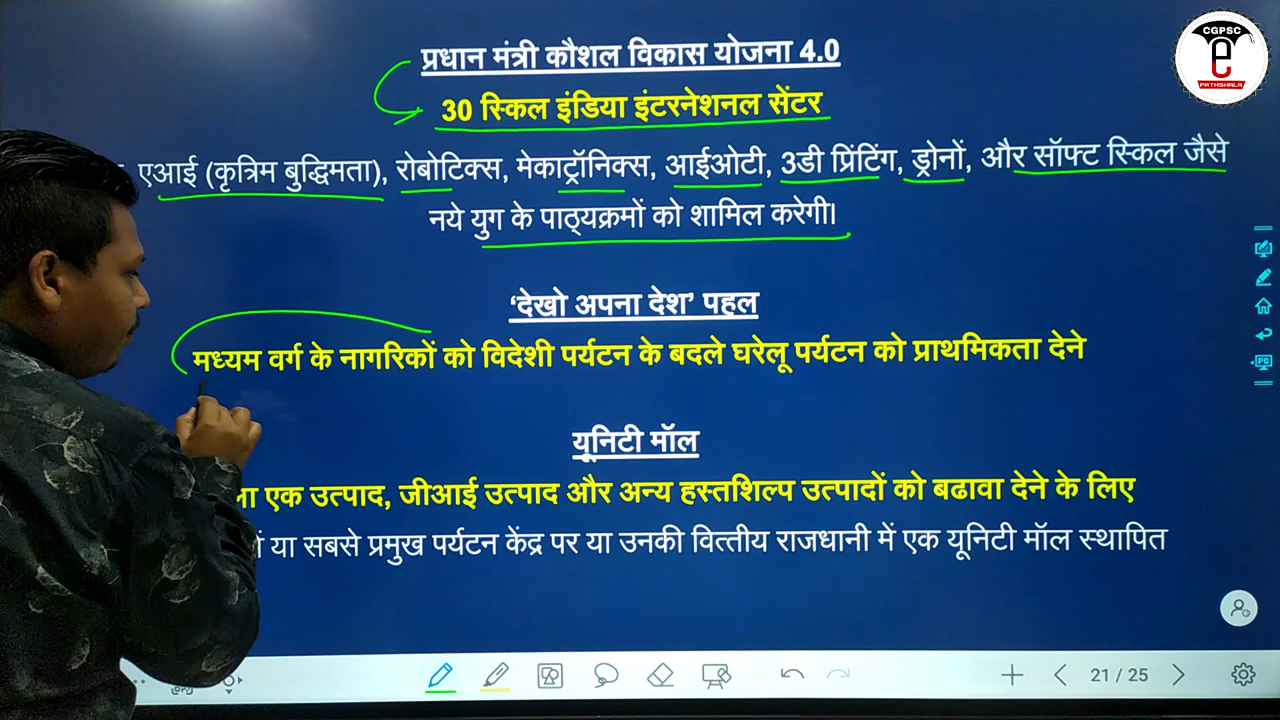 CGPSC
e
PATHSHALA
प्रधान मंत्री कौशल विकास योजना 4.0
30 स्किल इंडिया इंटरनेशनल सेंटर
एआई (कृत्रिम बुद्धिमता), रोबोटिक्स, मेकाट्रॉनिक्स, आईओटी, 3डी प्रिंटिंग, ड्रोनों, और सॉफ्ट स्किल जैसे
नये युग के पाठ्यक्रमों को शामिल करेगी।
‘देखो अपना देश’ पहल
मध्यम वर्ग के नागरिकों को विदेशी पर्यटन के बदले घरेलू पर्यटन को प्राथमिकता देने
यूनिटी मॉल
एक उत्पाद, जीआई उत्पाद और अन्य हस्तशिल्प उत्पादों को बढावा देने के लिए
या सबसे प्रमुख पर्यटन केंद्र पर या उनकी वित्तीय राजधानी में एक यूनिटी मॉल स्थापित
PC
21 / 25